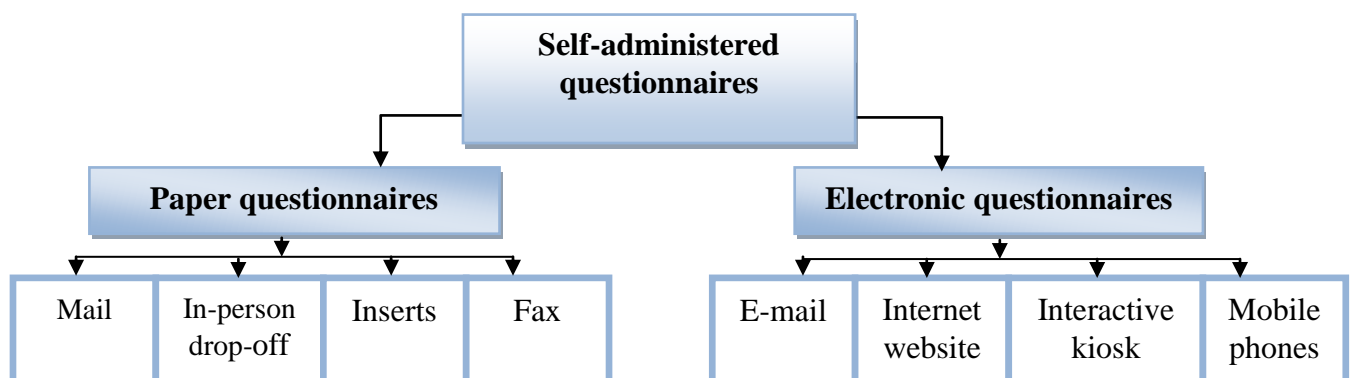 Self-administered
questionnaires
Paper questionnaires
Electronic questionnaires
Mail
In-person
drop-off
Inserts
Fax
E-mail
Internet
website
Interactive
kiosk
Mobile
phones